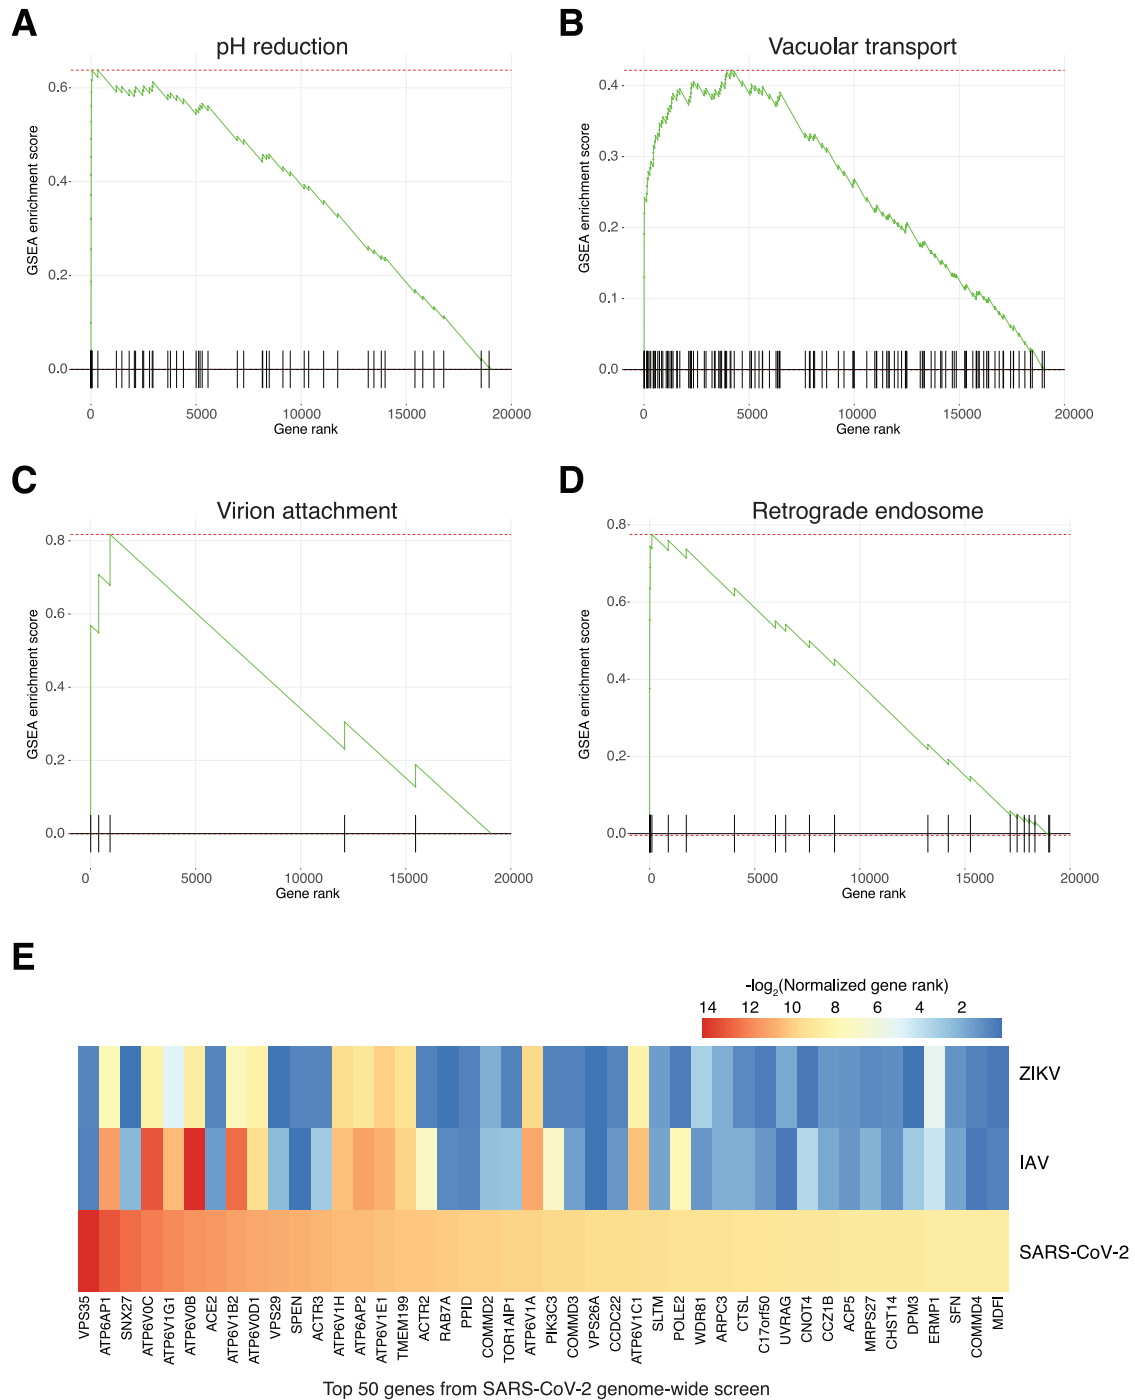 A
pH reduction
GSEA enrichment score
0.6
0.4
0.2
0.0
0
5000
10000
15000
20000
Gene rank
B
Vacuolar transport
GSEA enrichment score
0.4
0.3
0.2
0.1
0.0
0
5000
10000
15000
20000
Gene rank
C
Virion attachment
GSEA enrichment score
0.8
0.6
0.4
0.2
0.0
0
5000
10000
15000
20000
Gene rank
D
Retrograde endosome
GSEA enrichment score
0.8
0.6
0.4
0.2
0.0
0
5000
10000
15000
20000
Gene rank
E
-log2(Normalized gene rank)
14 12 10 8 6 4 2
ZIKV
IAV
SARS-CoV-2
VPS35
ATP6AP1
SNX27
ATP6V0C
ATP6V1G1
ATP6V0B
ACE2
ATP6V1B2
ATP6V0D1
VPS29
SPEN
ACTR3
ATP6V1H
ATP6AP2
ATP6V1E1
TMEM199
ACTR2
RAB7A
PPID
COMMD2
TOR1AIP1
ATP6V1A
PIK3C3
COMMD3
VPS26A
CCDC22
ATP6V1C1
SLTM
POLE2
WDR81
ARPC3
CTSL
C17orf50
UVRAG
CNOT4
CCZ1B
ACP5
MRPS27
CHST14
DPM3
ERMP1
SFN
COMMD4
MDFI
Top 50 genes from SARS-CoV-2 genome-wide screen